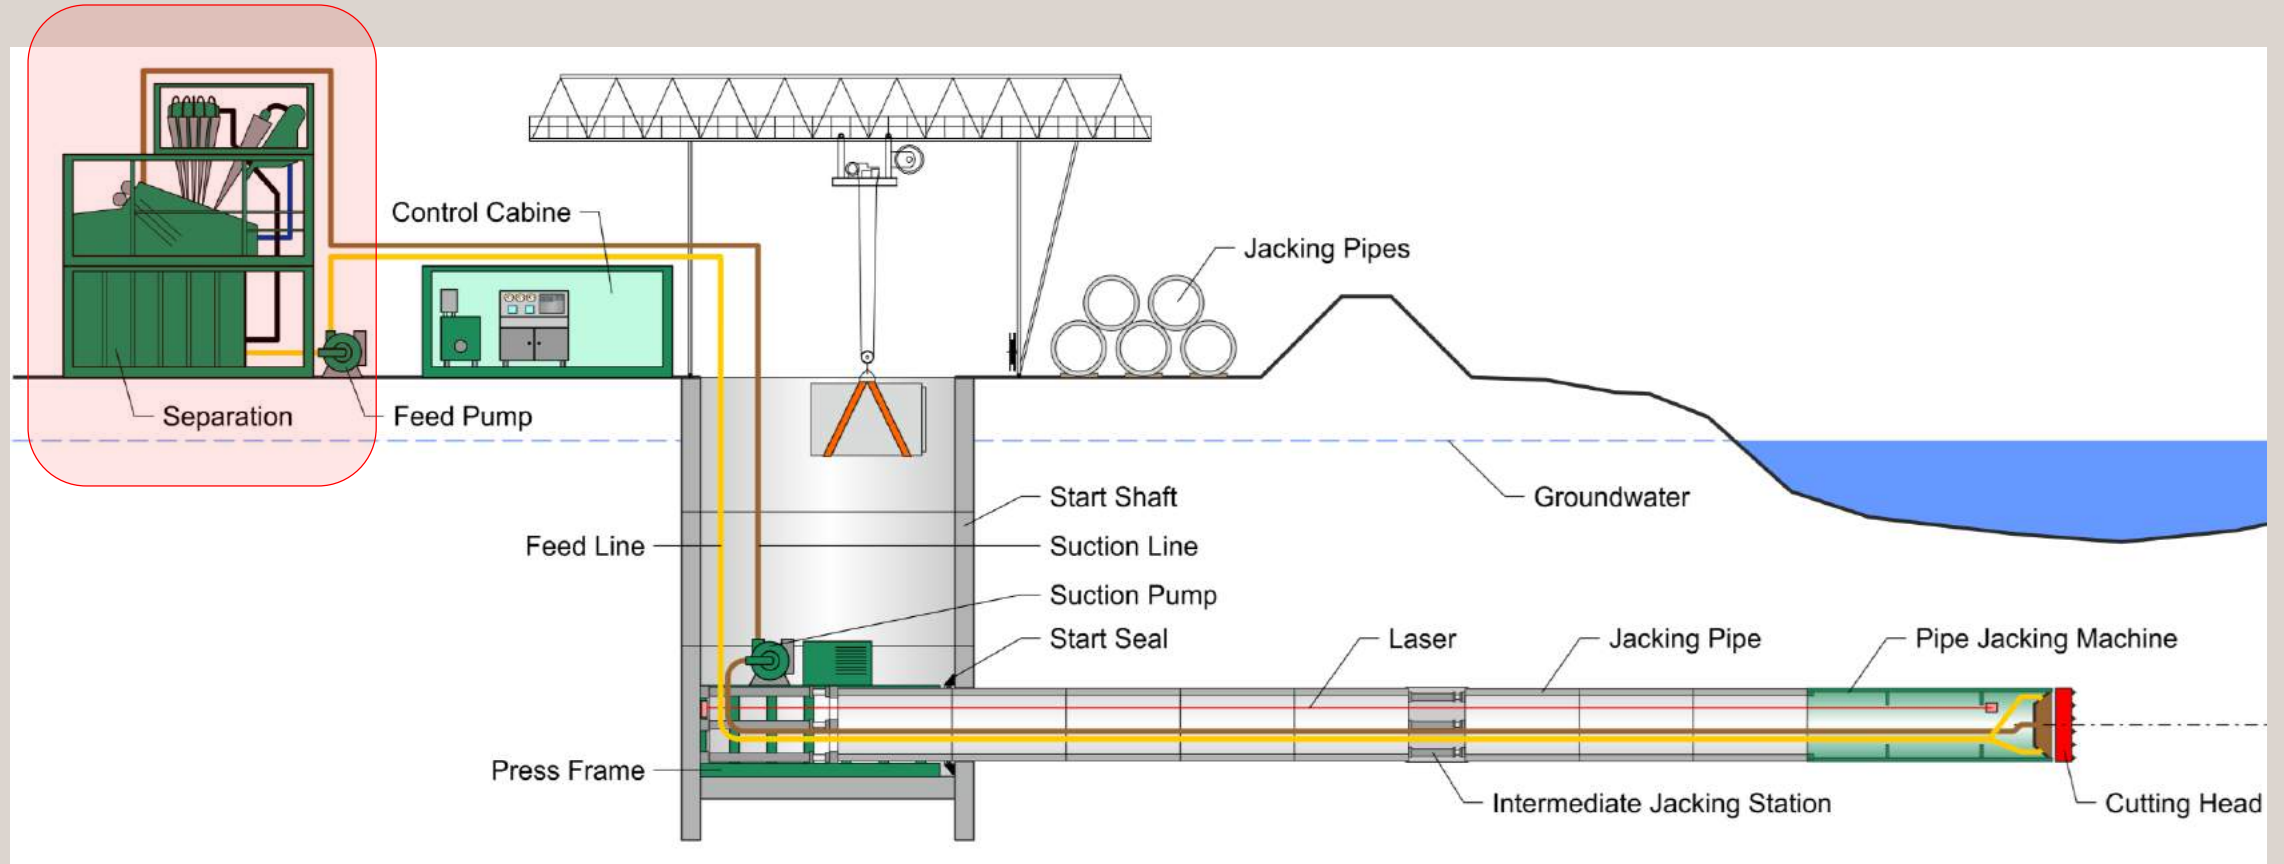 Control Cabine
Jacking Pipes
Separation
Feed Pump
Start Shaft
Groundwater
Feed Line
Suction Line
Suction Pump
Start Seal
Laser
Jacking Pipe
Pipe Jacking Machine
Press Frame
Intermediate Jacking Station
Cutting Head